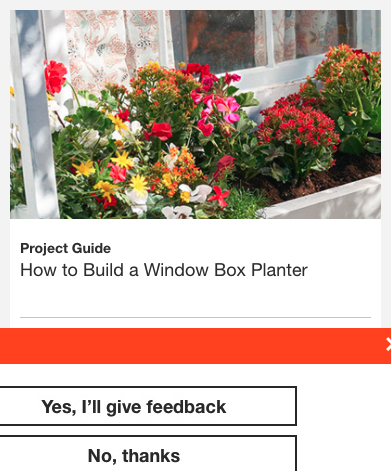 Project Guide
How to Build a Window Box Planter
Yes, I’ll give feedback
No, thanks